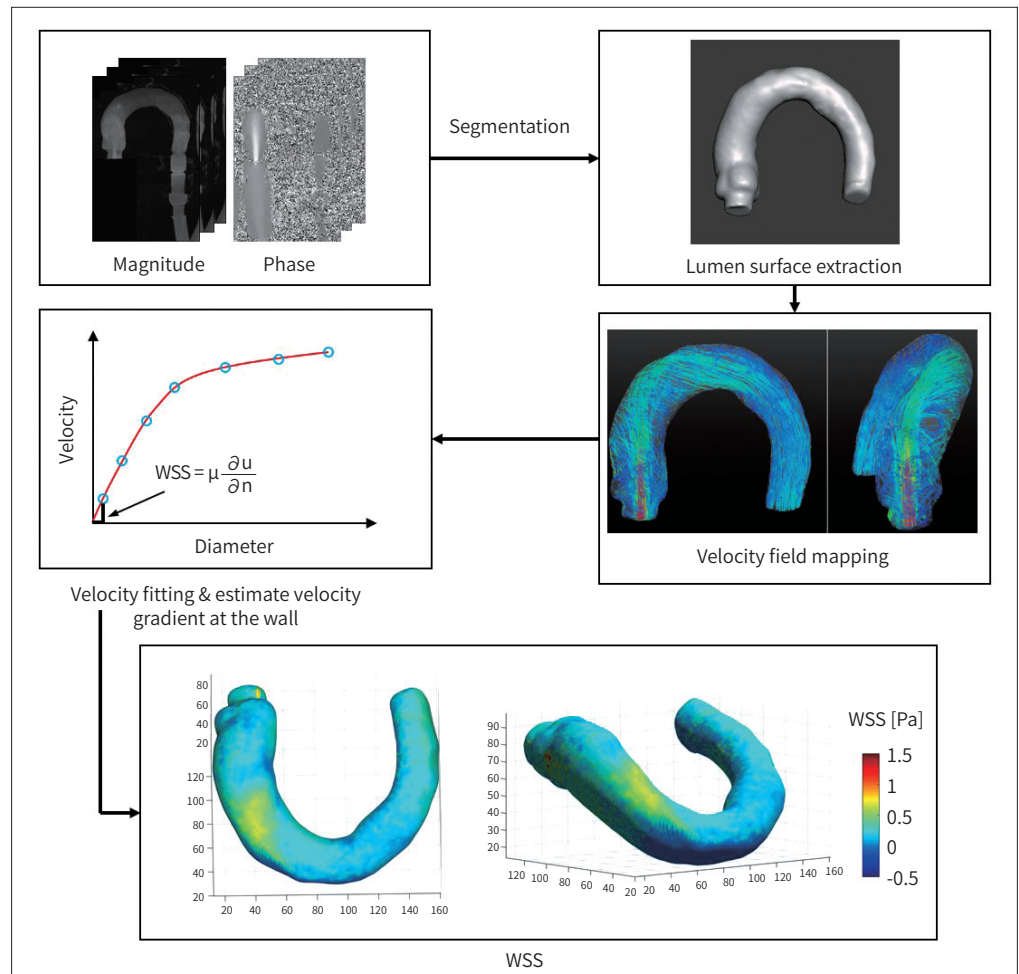 Magnitude
Phase
Segmentation
Lumen surface extraction
Velocity field mapping
Velocity
WSS = μ ∂u/∂n
Diameter
Velocity fitting & estimate velocity
gradient at the wall
80
60
40
20
120
100
80
60
40
20
20 40 60 80 100 120 140 160
90
80
70
60
50
40
30
20
120 100 80 60 40 20 20 40 60 80 100 120 140 160
WSS [Pa]
1.5
1
0.5
0
-0.5
WSS